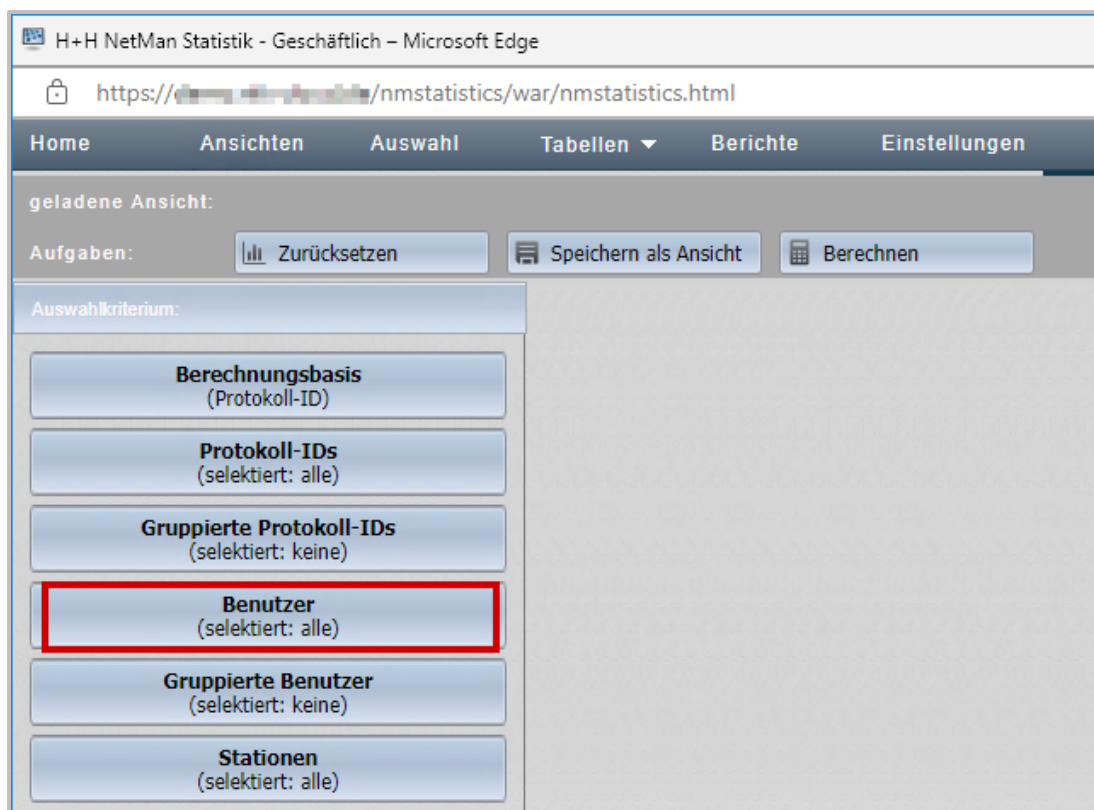 H+H NetMan Statistik - Geschäftlich – Microsoft Edge
https:///nmstatistics/war/nmstatistics.html
Home Ansichten Auswahl Tabellen Berichte Einstellungen
geladene Ansicht:
Aufgaben: Zurücksetzen Speichern als Ansicht Berechnen
Auswahlkriterium:
Berechnungsbasis
(Protokoll-ID)
Protokoll-IDs
(selektiert: alle)
Gruppierte Protokoll-IDs
(selektiert: keine)
Benutzer
(selektiert: alle)
Gruppierte Benutzer
(selektiert: keine)
Stationen
(selektiert: alle)